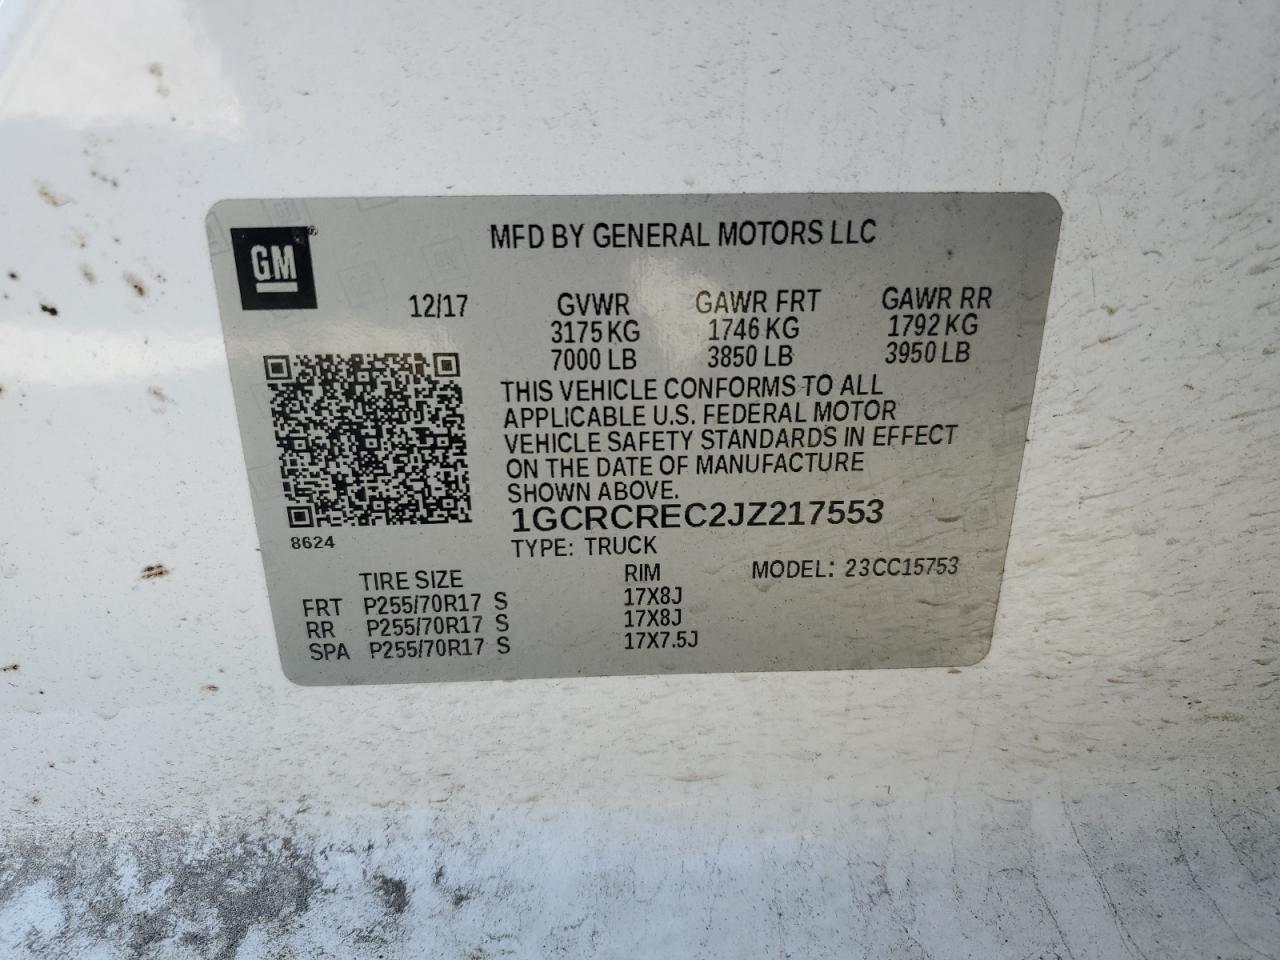 GM
MFD BY GENERAL MOTORS LLC
12/17 GVWR GAWR FRT GAWR RR
3175 KG 1746 KG 1792 KG
7000 LB 3850 LB 3950 LB
THIS VEHICLE CONFORMS TO ALL
APPLICABLE U.S. FEDERAL MOTOR
VEHICLE SAFETY STANDARDS IN EFFECT
ON THE DATE OF MANUFACTURE
SHOWN ABOVE.
1GCRCREC2JZ217553
8624
TYPE: TRUCK
TIRE SIZE RIM MODEL: 23CC15753
FRT P255/70R17 S 17X8J
RR P255/70R17 S 17X8J
SPA P255/70R17 S 17X7.5J